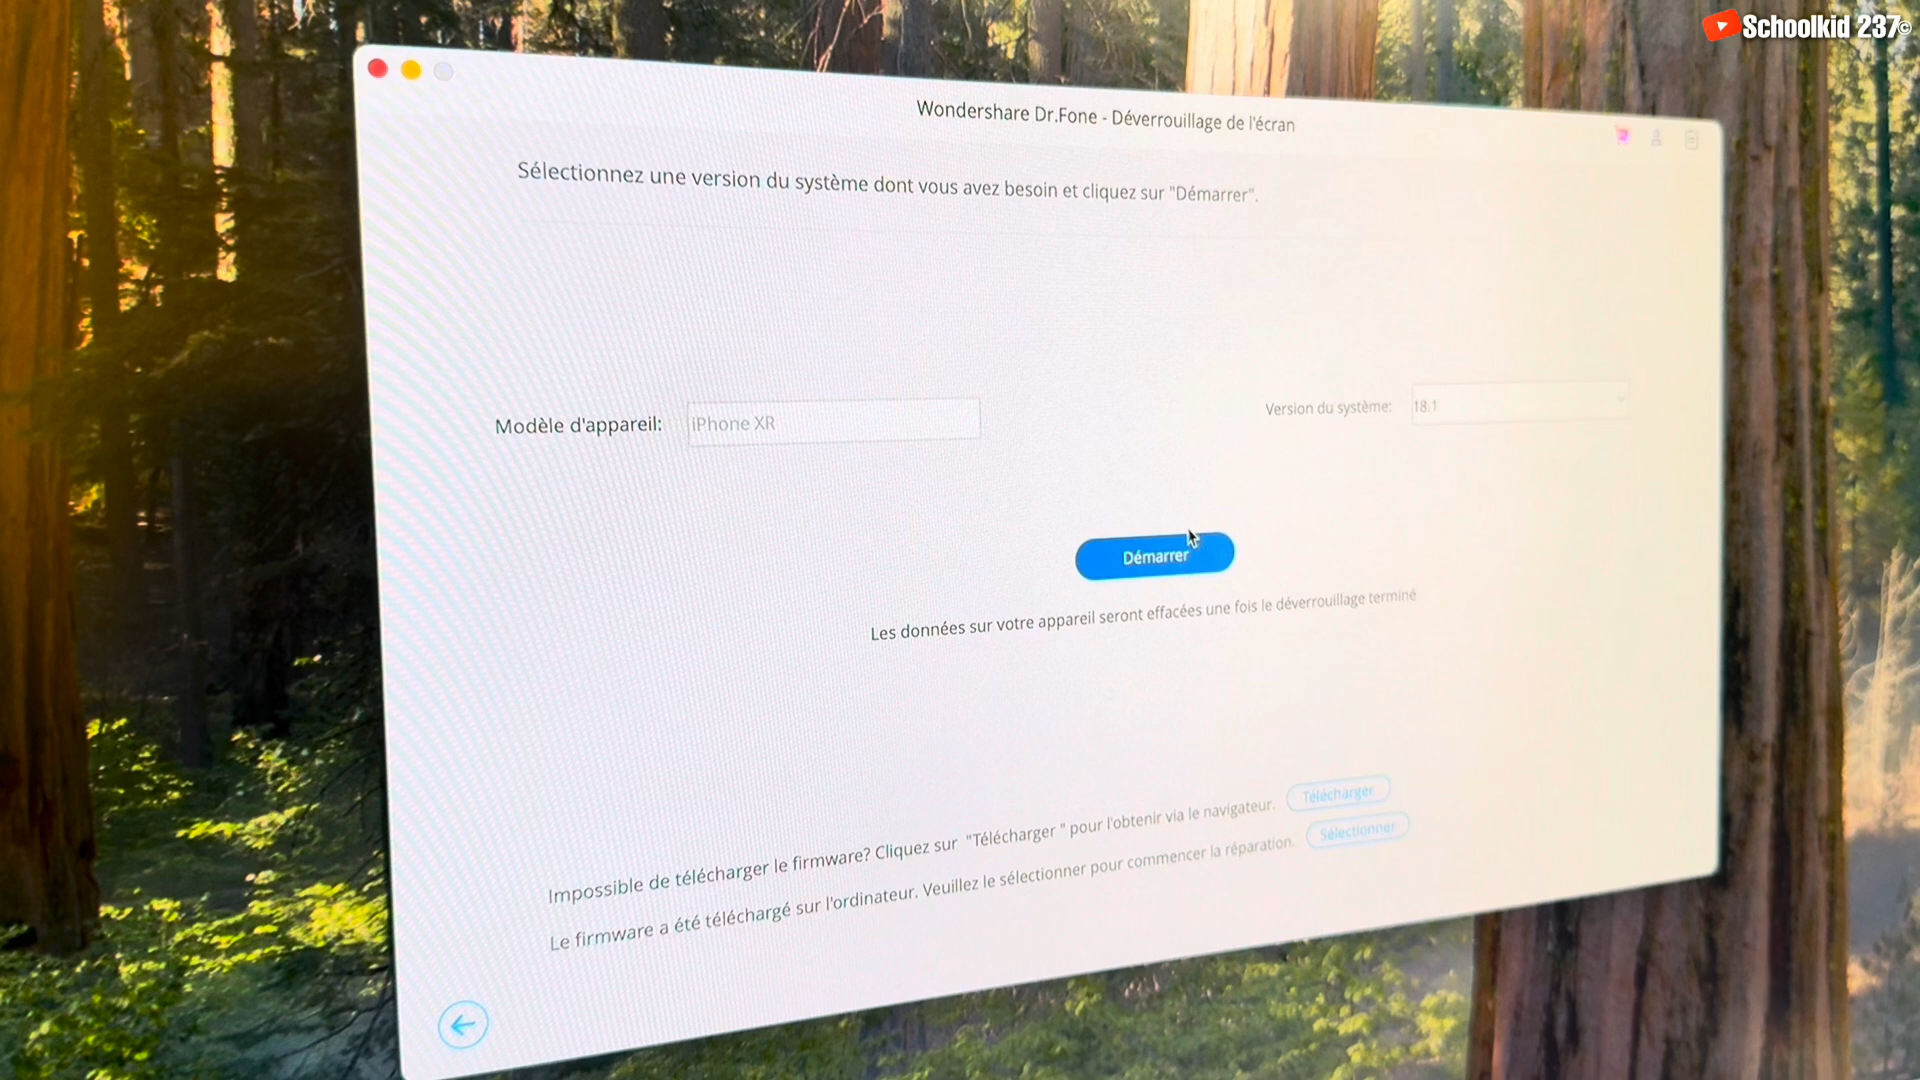 Schoolkid 237©
Wondershare Dr.Fone - Déverrouillage de l'écran
Sélectionnez une version du système dont vous avez besoin et cliquez sur "Démarrer".
Modèle d'appareil: iPhone XR
Version du système: 18.1
Démarrer
Les données sur votre appareil seront effacées une fois le déverrouillage terminé
Impossible de télécharger le firmware? Cliquez sur "Télécharger " pour l'obtenir via le navigateur. Télécharger
Le firmware a été téléchargé sur l'ordinateur. Veuillez le sélectionner pour commencer la réparation. Sélectionner